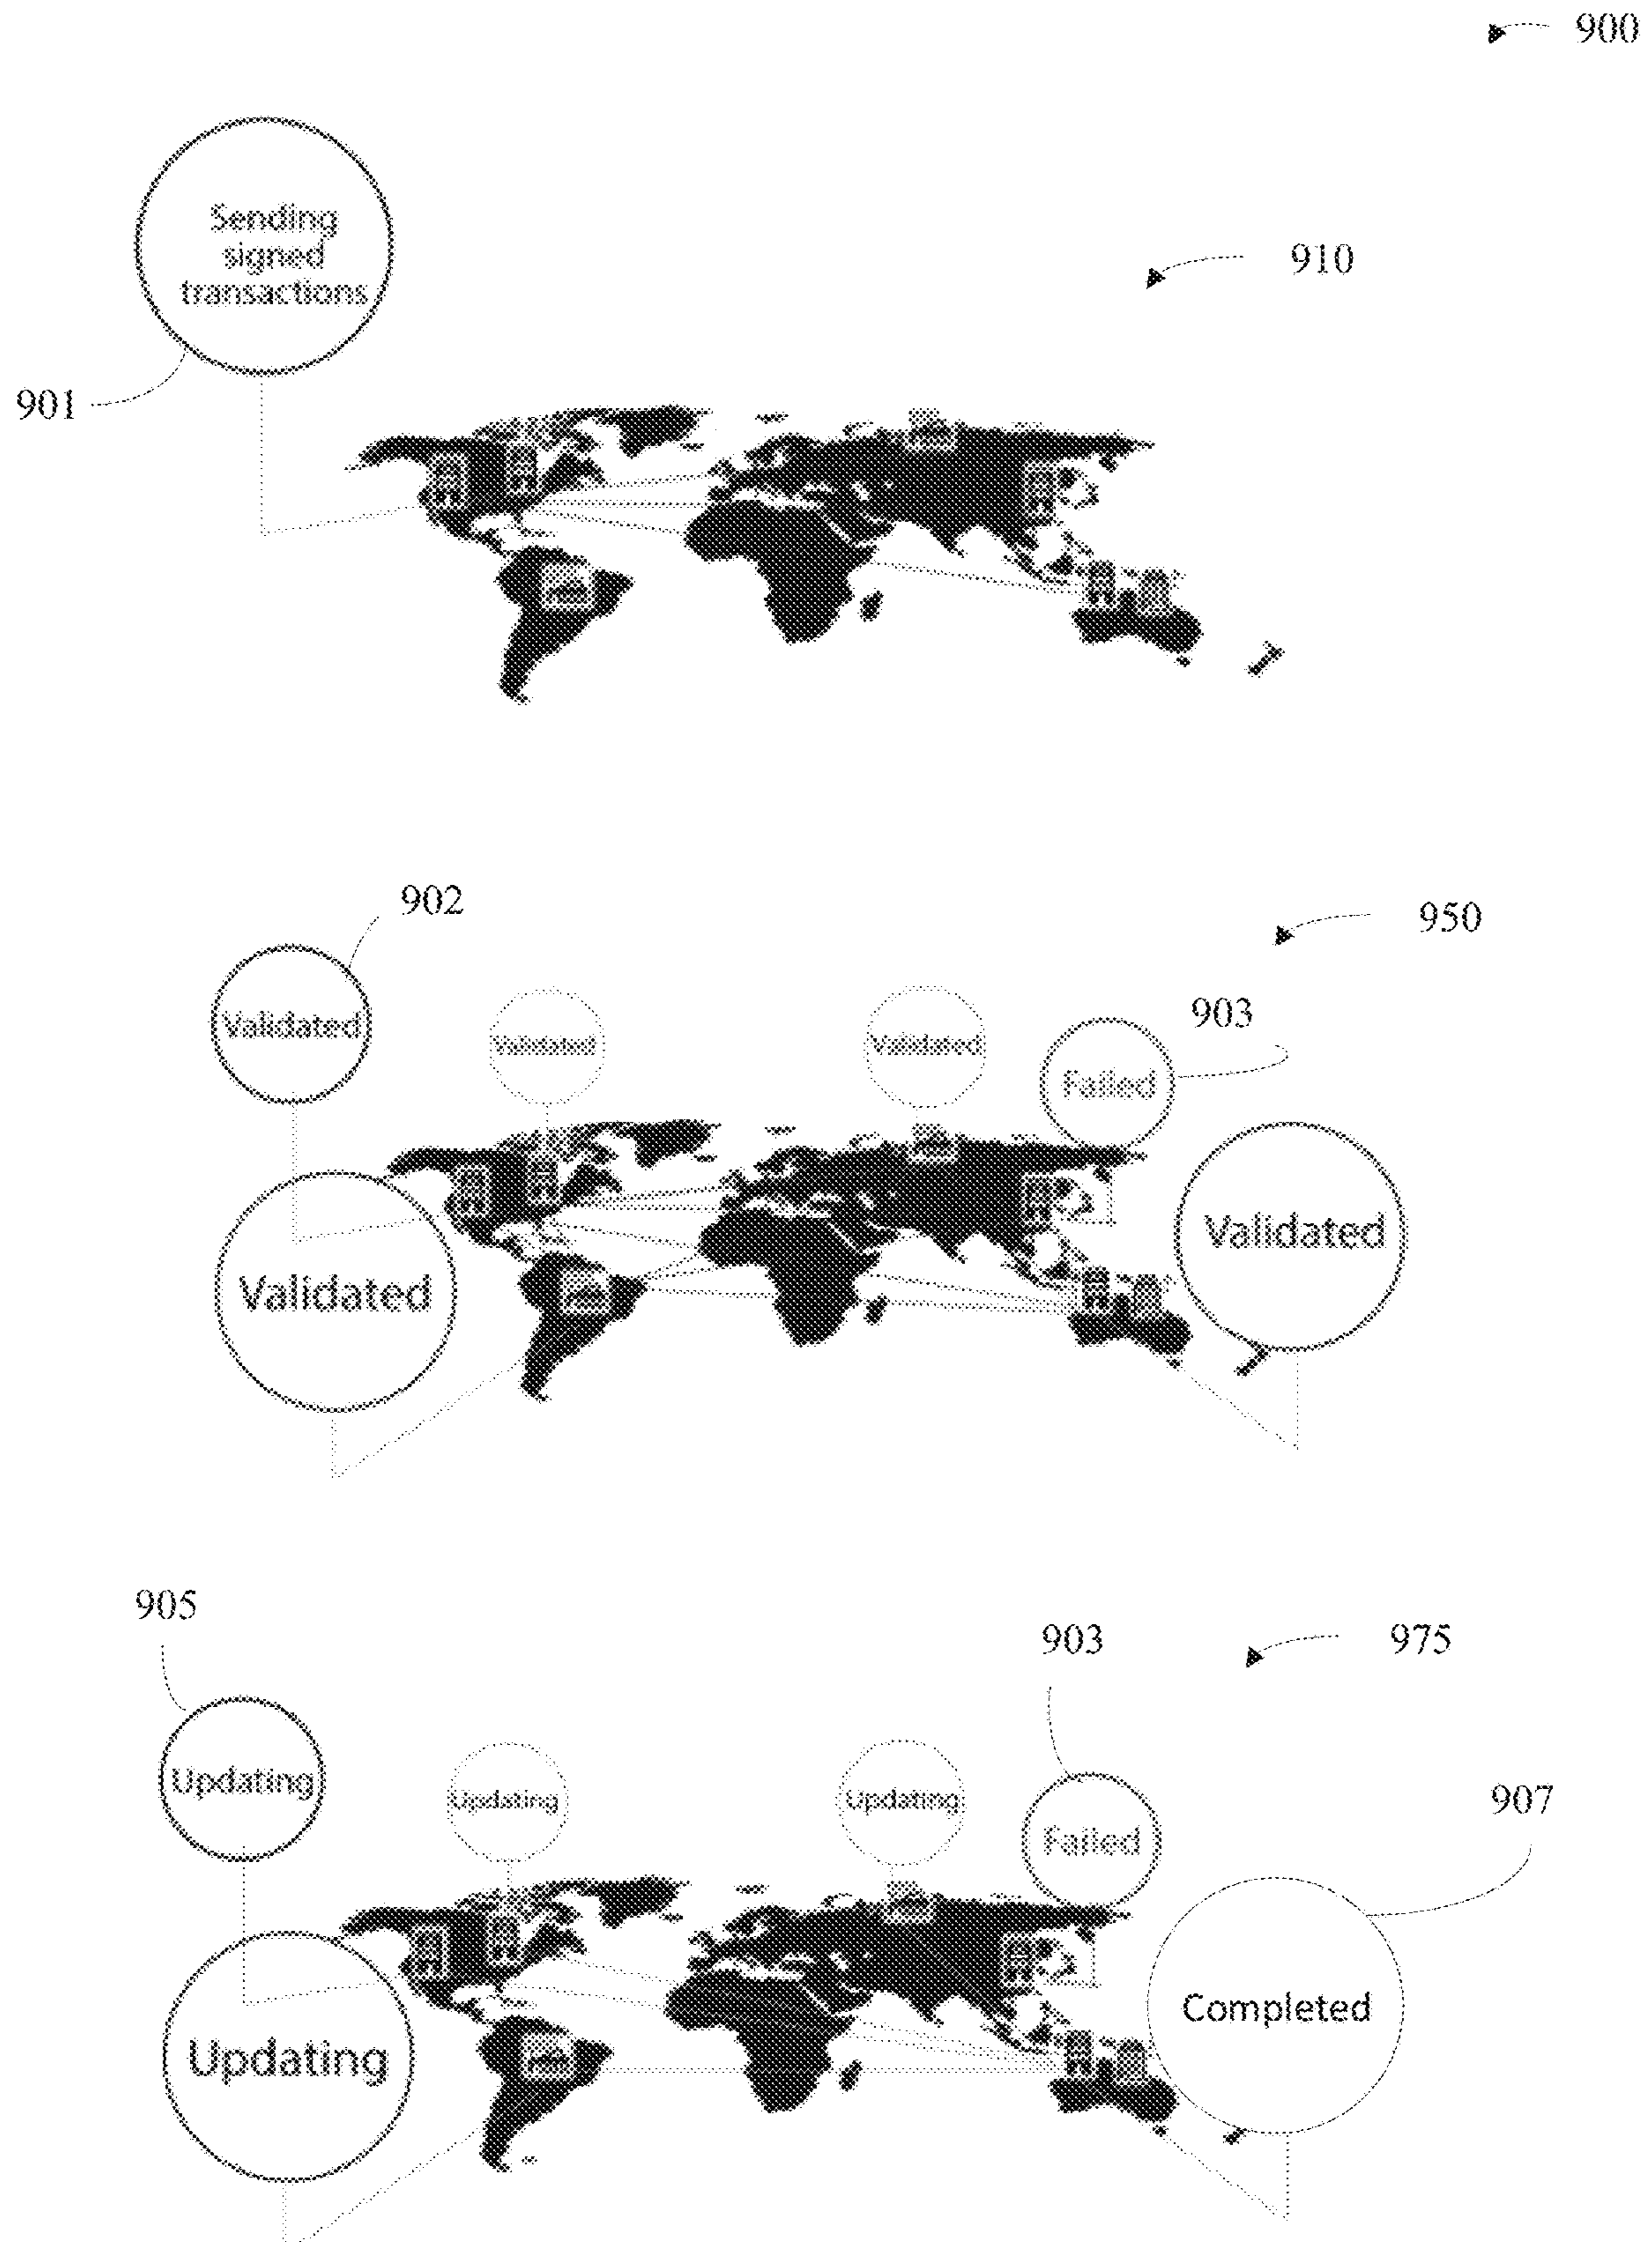 900
Sending
signed
transactions
910
901
902
950
Validated
Validated
Validated
903
Failed
Validated
Validated
905
903
975
Updating
Updating
Updating
Failed
907
Completed
Updating